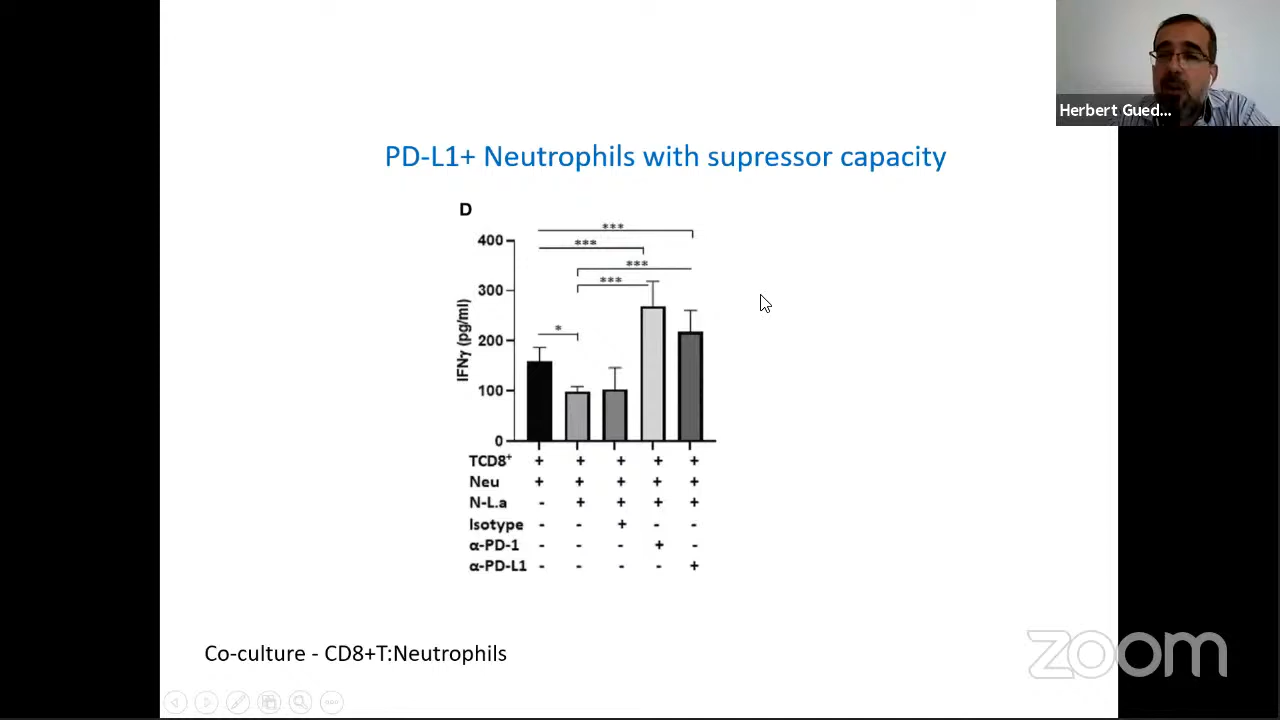 Herbert Gued...
PD-L1+ Neutrophils with supressor capacity
D
***
400
***
***
300
***
*
200
100
0
IFNγ (pg/ml)
TCD8+ + + + + +
Neu + + + + +
N-L.a - + + + +
Isotype - - + - -
α-PD-1 - - - + -
α-PD-L1 - - - - +
Co-culture - CD8+T:Neutrophils
zoom